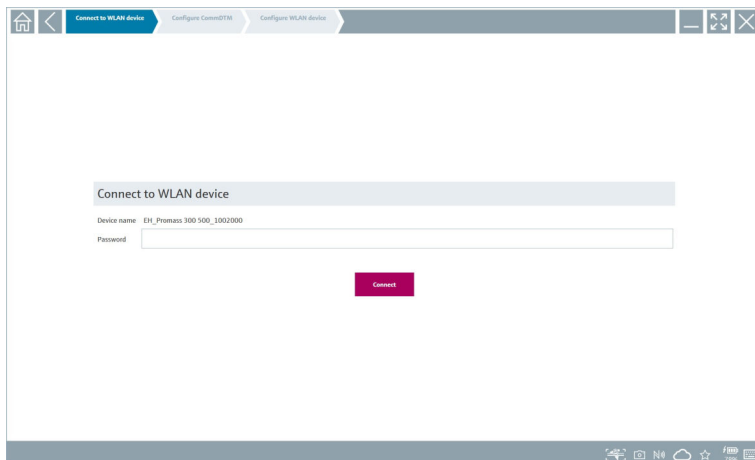 Connect to WLAN device
Configure CommDTM
Configure WLAN device
Connect to WLAN device
Device name EH_Promass 300 500_1002000
Password
Connect